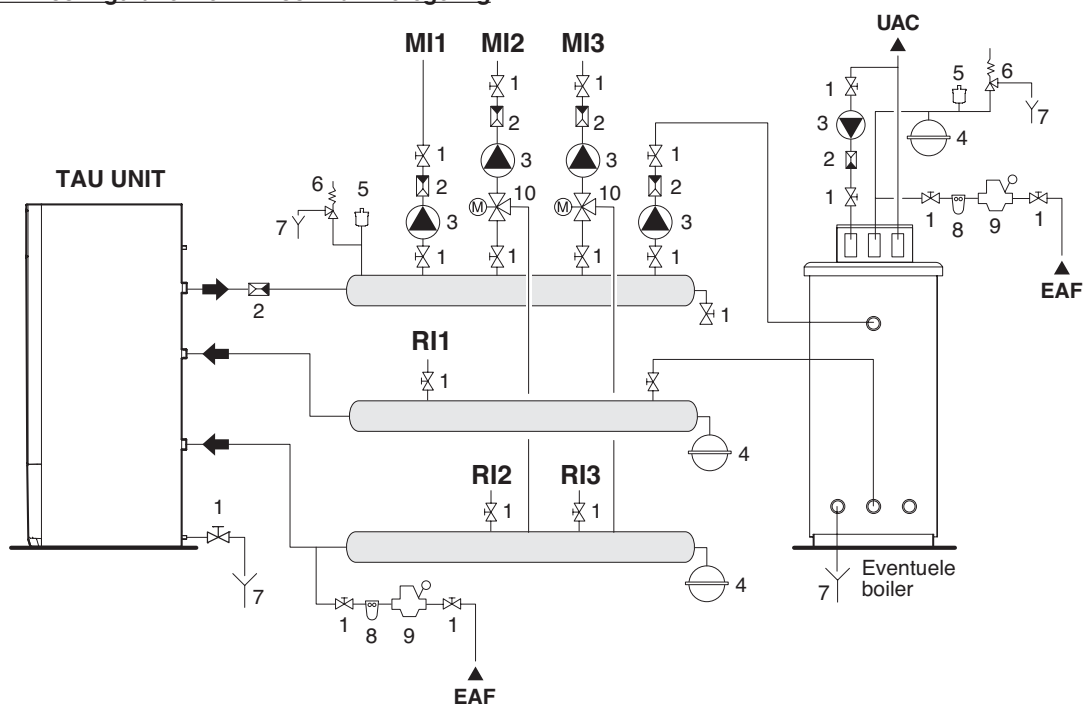 MI1 MI2 MI3 UAC
1 1 5 6
1
2 2 3 7
4
1 1
3 3 2
TAU UNIT
6 5 2 10 10 2 1
7 M M 1 8 9 1
3 3
1 1 1 1
EAF
2 1
RI1
1 1
4
RI2 RI3
1 1 1
4
7 7
Eventuele
boiler
1 8 9 1
EAF